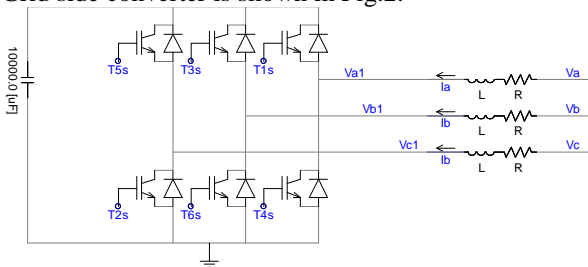 Grid side converter is shown in Fig.2.
10000.0 [uF]
T5s
T3s
T1s
Va1
Ia
L
R
Va
Vb1
Ib
L
R
Vb
Vc1
Ib
L
R
Vc
T2s
T6s
T4s